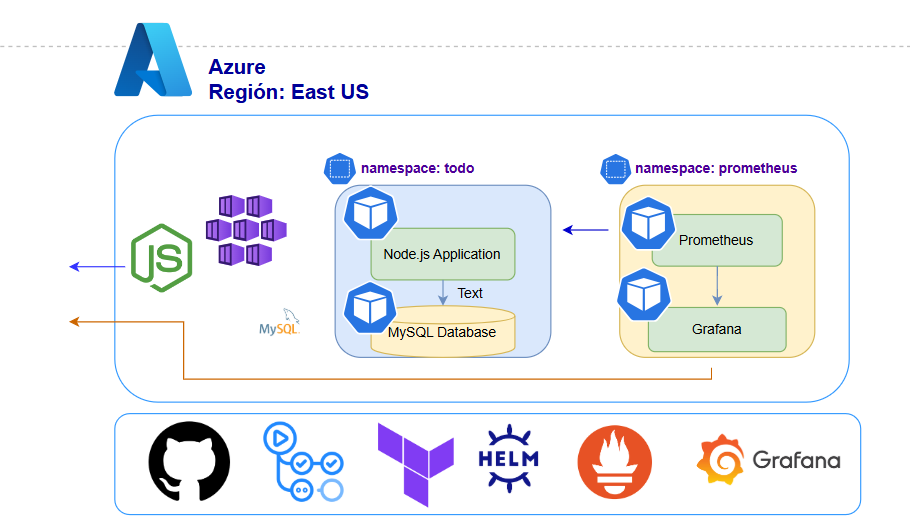 Azure
Región: East US
namespace: todo
namespace: prometheus
Node.js Application
Prometheus
JS
Text
MySQL
MySQL Database
Grafana
HELM
Grafana